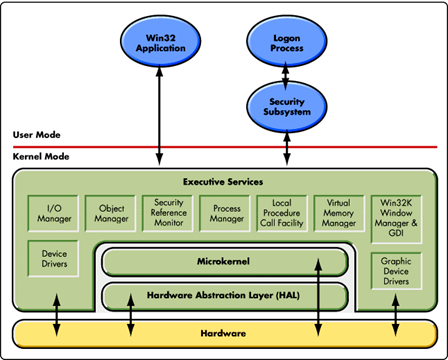 Win32
Application
Logon
Process
Security
Subsystem
User Mode
Kernel Mode
Executive Services
I/O
Manager
Object
Manager
Security
Reference
Monitor
Process
Manager
Local
Procedure
Call Facility
Virtual
Memory
Manager
Win32K
Window
Manager &
GDI
Device
Drivers
Graphic
Device
Drivers
Microkernel
Hardware Abstraction Layer (HAL)
Hardware